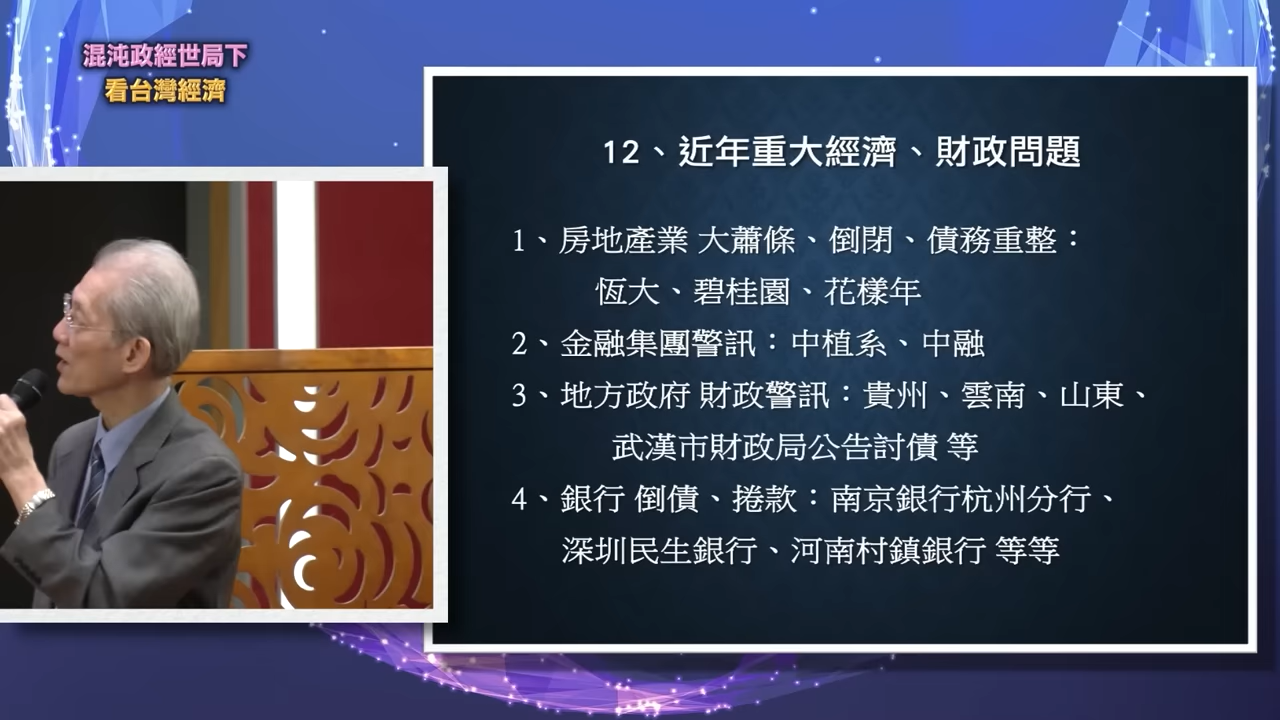 混沌政經世局下
看台灣經濟
12、近年重大經濟、財政問題
1、房地產業 大蕭條、倒閉、債務重整：
恆大、碧桂園、花樣年
2、金融集團警訊：中植系、中融
3、地方政府 財政警訊：貴州、雲南、山東、
武漢市財政局公告討債 等
4、銀行 倒債、捲款：南京銀行杭州分行、
深圳民生銀行、河南村鎮銀行 等等